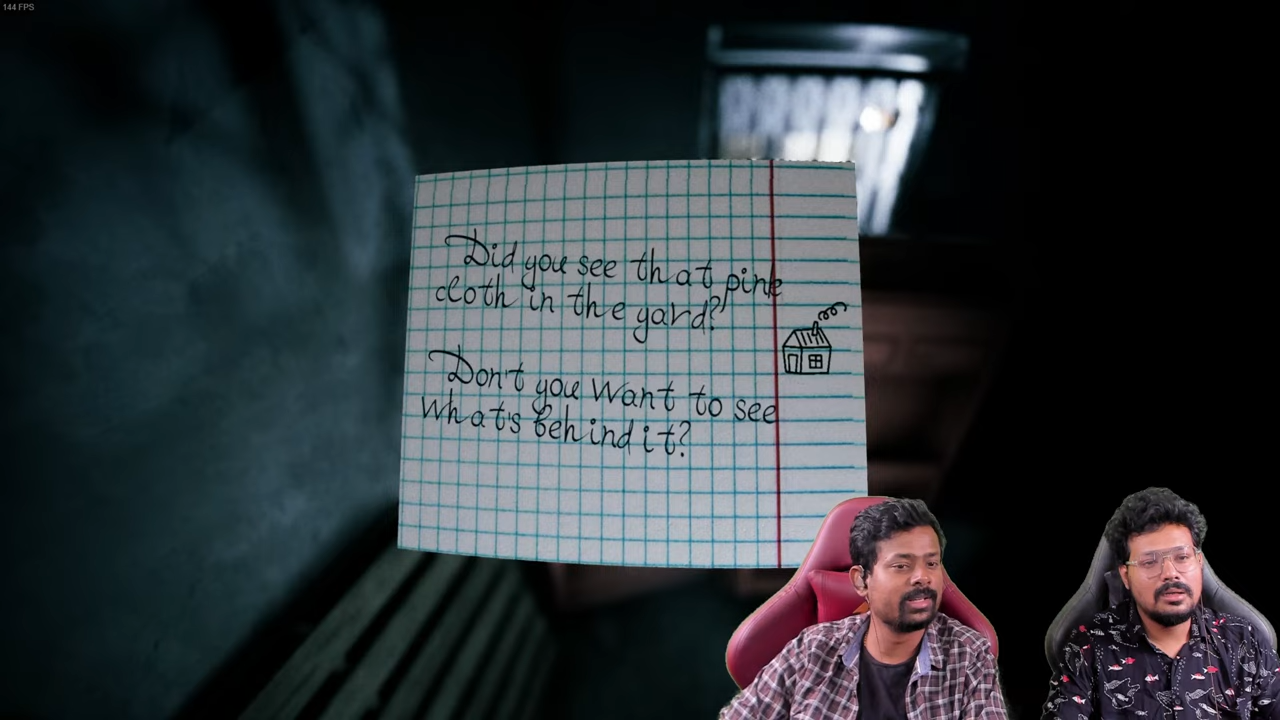 144 FPS
Did you see that pink
cloth in the yard?
Don't you want to see
what's behind it?